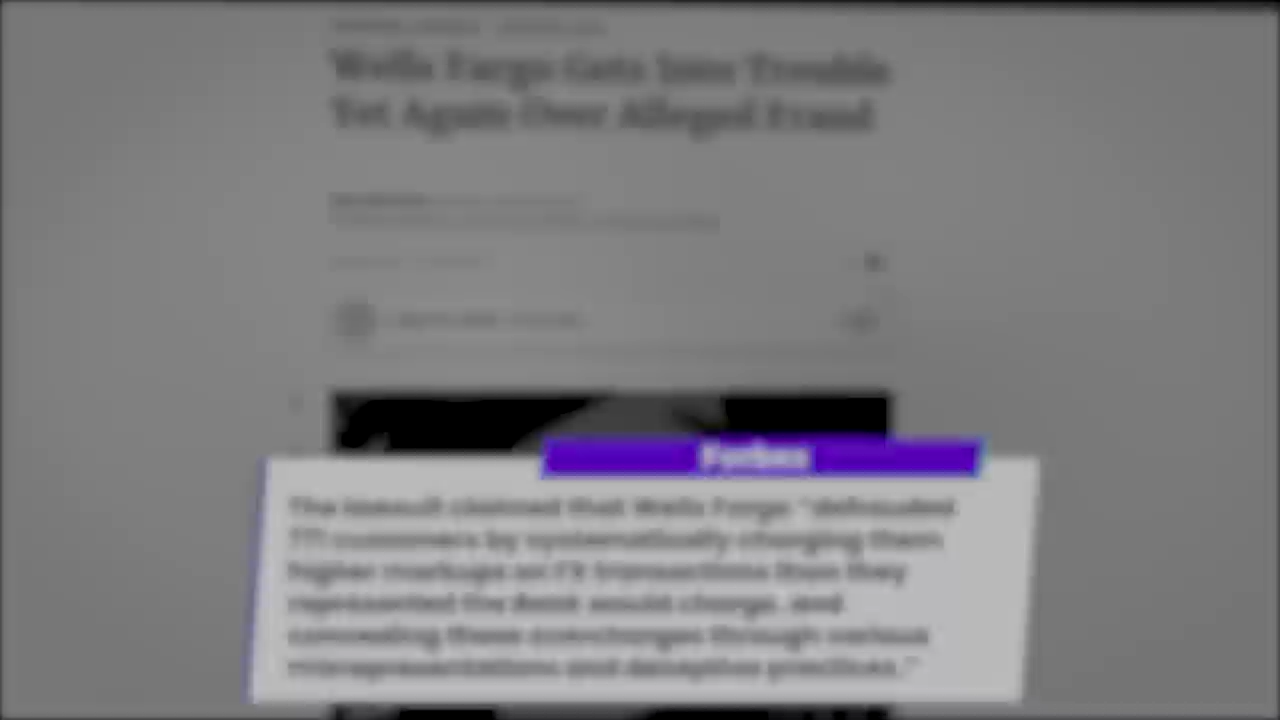 Wells Fargo Gets Into Trouble
Yet Again Over Alleged Fraud
Forbes
The lawsuit claimed that Wells Fargo "defrauded
771 customers by systematically charging them
higher markups on FX transactions than they
represented the Bank would charge, and
concealing these overcharges through various
misrepresentations and deceptive practices."